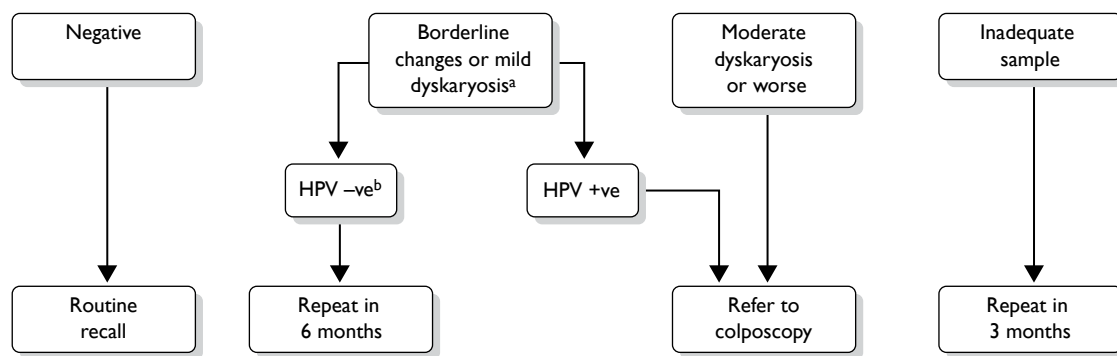 Negative
Borderline
changes or mild
dyskaryosisᵃ
Moderate
dyskaryosis
or worse
Inadequate
sample
HPV –veᵇ
HPV +ve
Routine
recall
Repeat in
6 months
Refer to
colposcopy
Repeat in
3 months